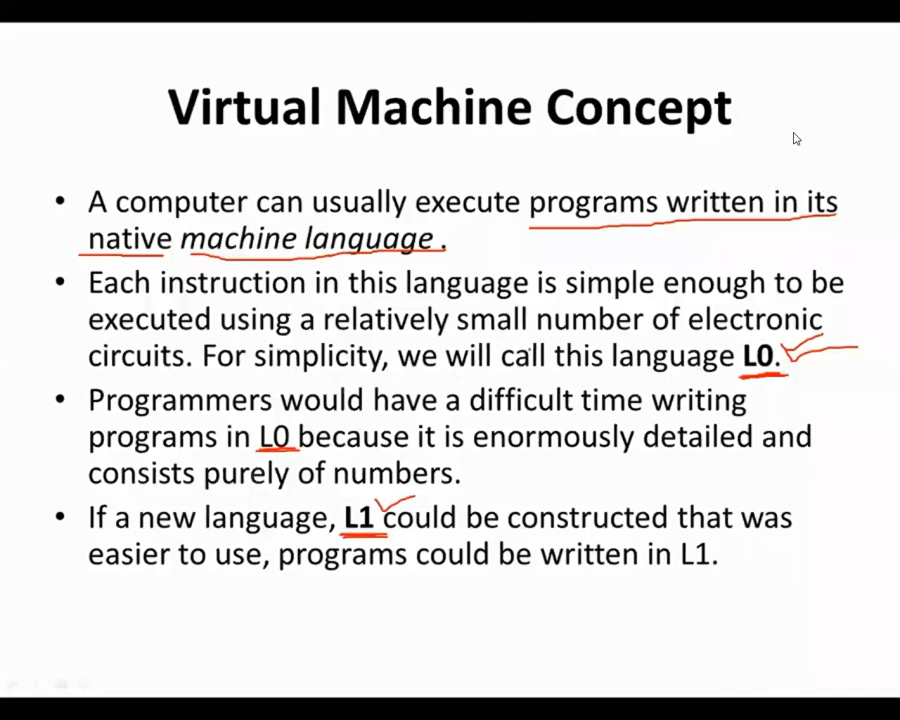 Virtual Machine Concept
• A computer can usually execute programs written in its
native machine language .
• Each instruction in this language is simple enough to be
executed using a relatively small number of electronic
circuits. For simplicity, we will call this language L0.
• Programmers would have a difficult time writing
programs in L0 because it is enormously detailed and
consists purely of numbers.
• If a new language, L1 could be constructed that was
easier to use, programs could be written in L1.